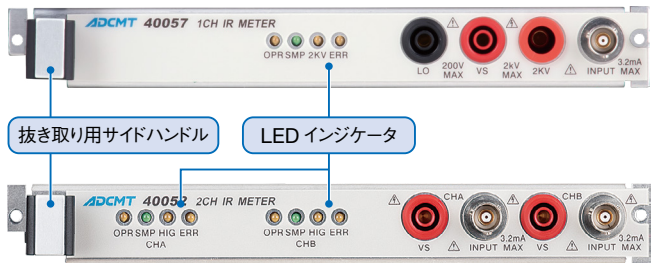 ADCMT 40057 1CH IR METER
OPR SMP 2KV ERR
LO 200V MAX VS 2kV MAX 2KV INPUT 3.2mA MAX
抜き取り用サイドハンドル
LED インジケータ
ADCMT 40052 2CH IR METER
CHA CHB
OPR SMP HIG ERR OPR SMP HIG ERR
CHA CHB
VS INPUT 3.2mA MAX VS INPUT 3.2mA MAX